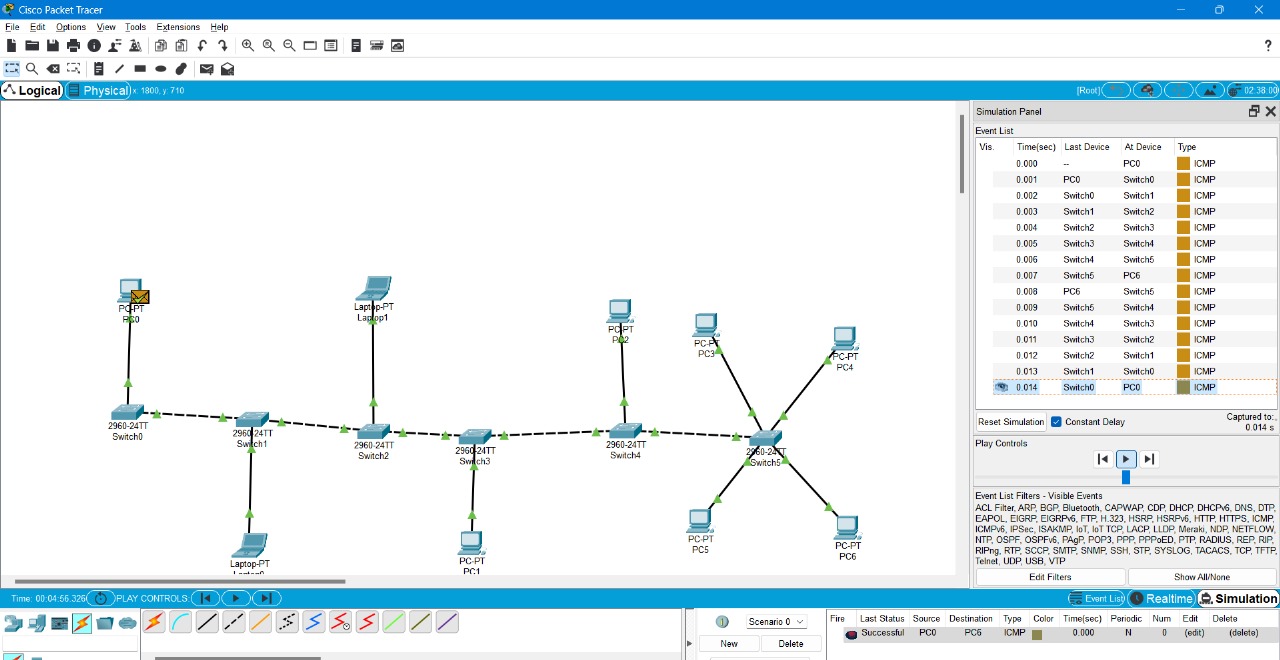 Cisco Packet Tracer
File Edit Options View Tools Extensions Help
?
Logical Physical x: 1800, y: 710 [Root] 02:38:00
Simulation Panel
Event List
Vis. Time(sec) Last Device At Device Type
0.000 -- PC0 ICMP
0.001 PC0 Switch0 ICMP
0.002 Switch0 Switch1 ICMP
0.003 Switch1 Switch2 ICMP
0.004 Switch2 Switch3 ICMP
0.005 Switch3 Switch4 ICMP
0.006 Switch4 Switch5 ICMP
0.007 Switch5 PC6 ICMP
0.008 PC6 Switch5 ICMP
0.009 Switch5 Switch4 ICMP
0.010 Switch4 Switch3 ICMP
0.011 Switch3 Switch2 ICMP
0.012 Switch2 Switch1 ICMP
0.013 Switch1 Switch0 ICMP
0.014 Switch0 PC0 ICMP
Reset Simulation Constant Delay Captured to:
0.014 s
Play Controls
Event List Filters - Visible Events
ACL Filter, ARP, BGP, Bluetooth, CAPWAP, CDP, DHCP, DHCPv6, DNS, DTP,
EAPOL, EIGRP, EIGRPv6, FTP, H.323, HSRP, HSRPv6, HTTP, HTTPS, ICMP,
ICMPv6, IPSec, ISAKMP, IoT, IoT TCP, LACP, LLDP, Meraki, NDP, NETFLOW,
NTP, OSPF, OSPFv6, PAgP, POP3, PPP, PPPoED, PTP, RADIUS, REP, RIP,
RIPng, RTP, SCCP, SMTP, SNMP, SSH, STP, SYSLOG, TACACS, TCP, TFTP,
Telnet, UDP, USB, VTP
Edit Filters Show All/None
PC-PT
PC0
Laptop-PT
Laptop1
PC-PT
PC2
PC-PT
PC3
PC-PT
PC4
2960-24TT
Switch0
2960-24TT
Switch1
2960-24TT
Switch2
2960-24TT
Switch3
2960-24TT
Switch4
2960-24TT
Switch5
Laptop-PT
Laptop0
PC-PT
PC1
PC-PT
PC5
PC-PT
PC6
Time: 00:04:56.326 PLAY CONTROLS: Event List Realtime Simulation
Scenario 0
New Delete
Fire Last Status Source Destination Type Color Time(sec) Periodic Num Edit Delete
Successful PC0 PC6 ICMP 0.000 N 0 (edit) (delete)